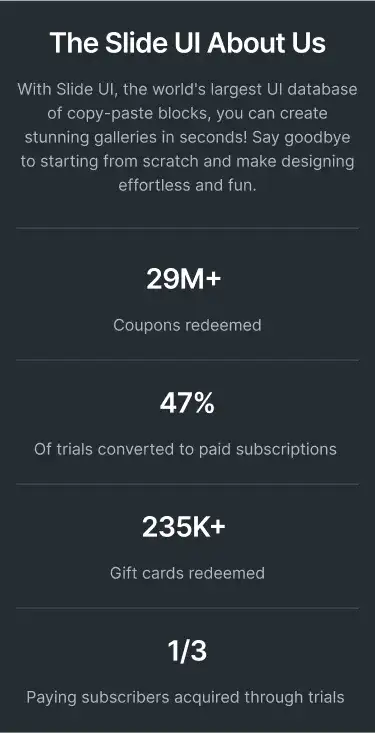 The Slide UI About Us
With Slide UI, the world's largest UI database
of copy-paste blocks, you can create
stunning galleries in seconds! Say goodbye
to starting from scratch and make designing
effortless and fun.
29M+
Coupons redeemed
47%
Of trials converted to paid subscriptions
235K+
Gift cards redeemed
1/3
Paying subscribers acquired through trials